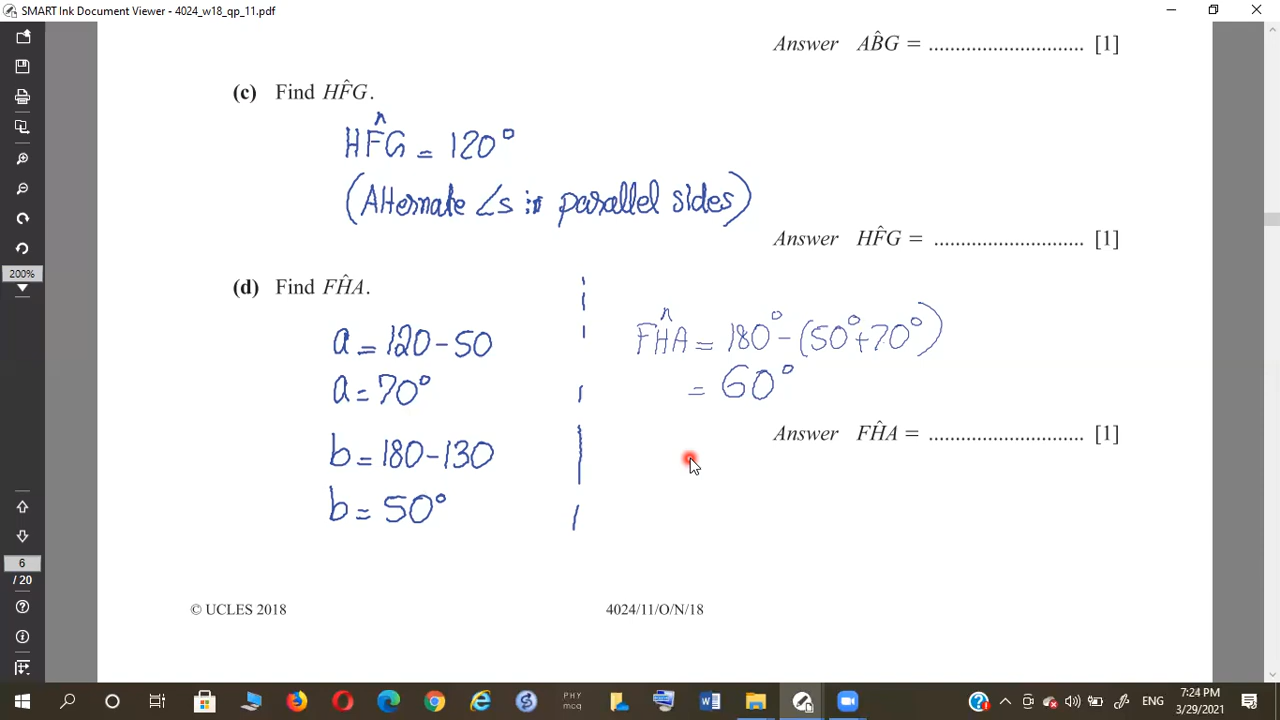 SMART Ink Document Viewer - 4024_w18_qp_11.pdf
Answer AB̂G = ............................. [1]
(c) Find HF̂G.
HF̂G = 120°
(Alternate ∠s in parallel sides)
Answer HF̂G = ............................ [1]
(d) Find FĤA.
a = 120-50
a = 70°
b = 180-130
b = 50°
FĤA = 180° - (50°+70°)
= 60°
Answer FĤA = ............................. [1]
© UCLES 2018
4024/11/O/N/18
200%
6
/ 20
PHY
mcq
ENG
7:24 PM
3/29/2021